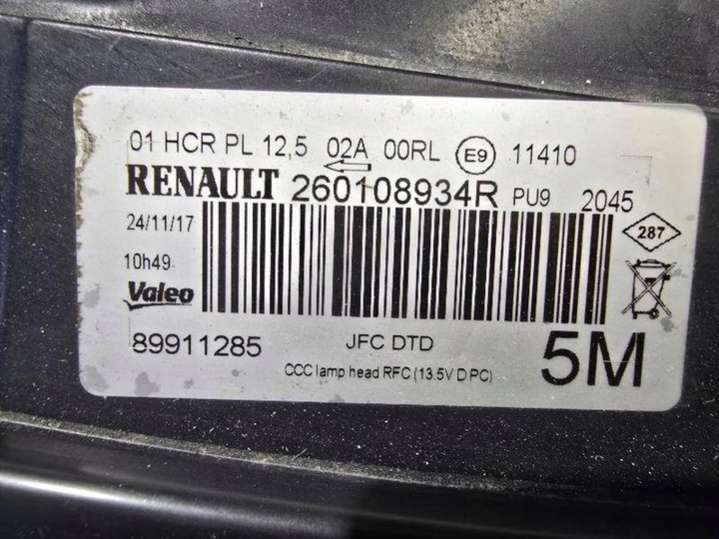 01 HCR PL 12,5 02A 00RL E9 11410
RENAULT 260108934R PU9 2045
24/11/17
287
10h49
Valeo
89911285 JFC DTD 5M
CCC lamp head RFC (13.5V D PC)